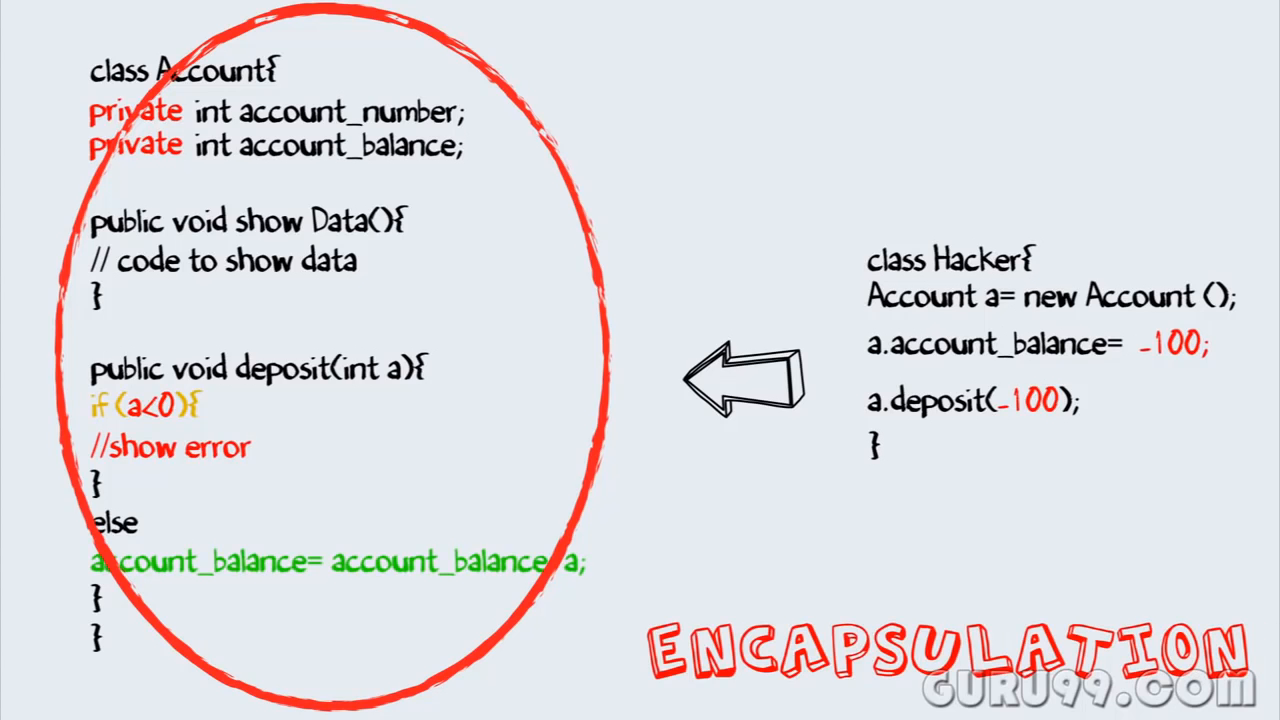 class Account{
private int account_number;
private int account_balance;
public void show Data(){
// code to show data
}
public void deposit(int a){
if (a<0){
//show error
}
else
account_balance= account_balance a;
}
}
class Hacker{
Account a= new Account ();
a.account_balance= -100;
a.deposit(-100);
}
ENCAPSULATION
GURU99.COM